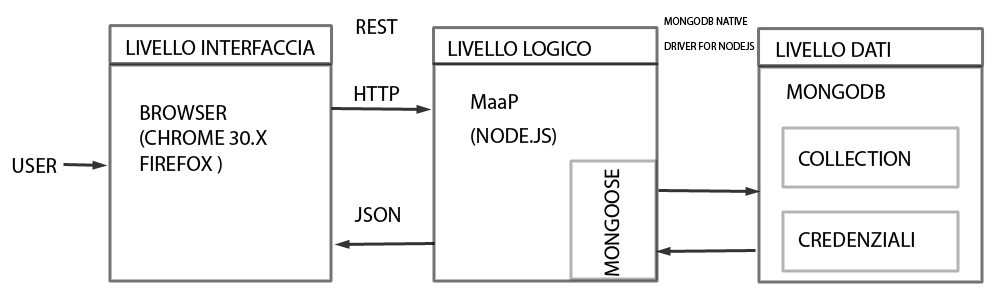 USER
LIVELLO INTERFACCIA
BROWSER
(CHROME 30.X
FIREFOX )
REST
HTTP
JSON
LIVELLO LOGICO
MaaP
(NODE.JS)
MONGOOSE
MONGODB NATIVE
DRIVER FOR NODEJS
LIVELLO DATI
MONGODB
COLLECTION
CREDENZIALI